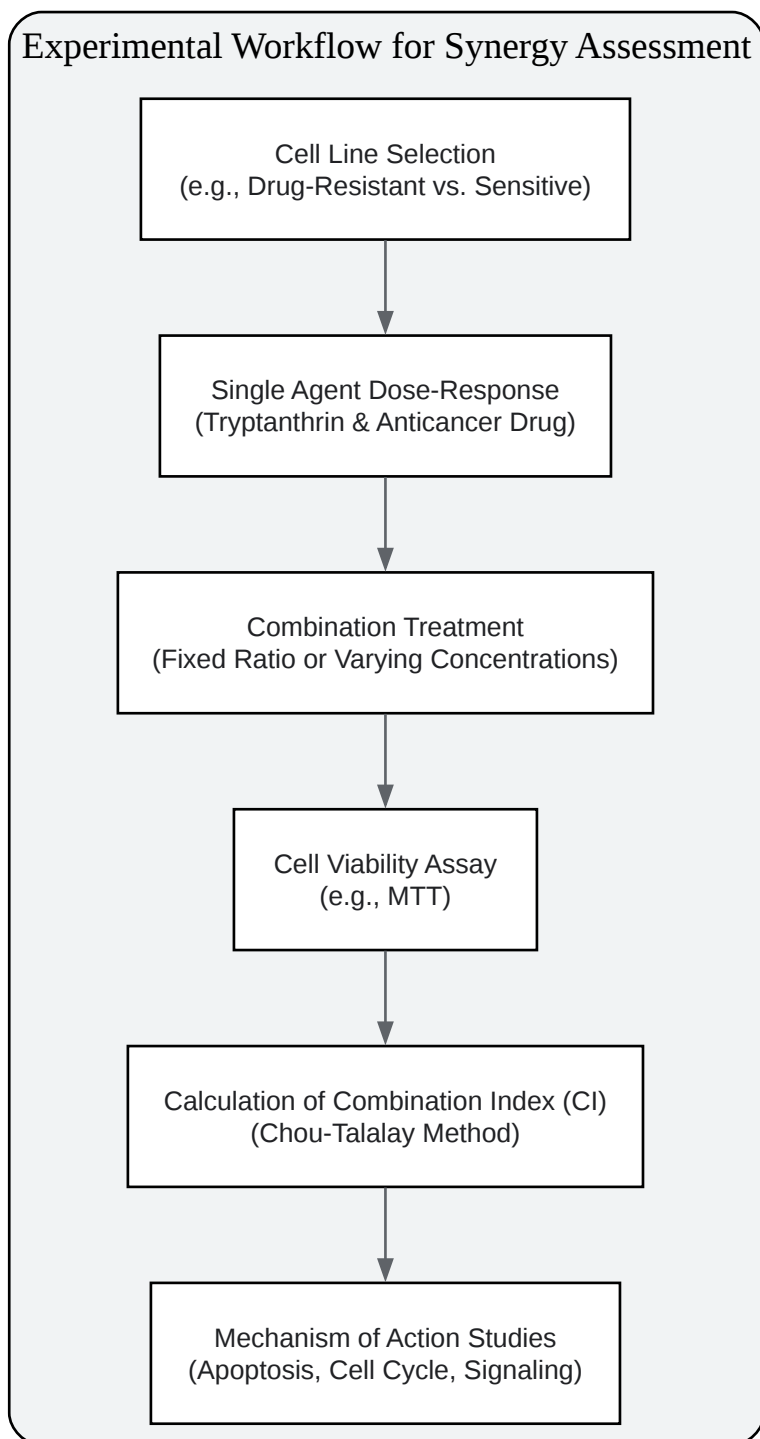 Experimental Workflow for Synergy Assessment
Cell Line Selection
(e.g., Drug-Resistant vs. Sensitive)
Single Agent Dose-Response
(Tryptanthrin & Anticancer Drug)
Combination Treatment
(Fixed Ratio or Varying Concentrations)
Cell Viability Assay
(e.g., MTT)
Calculation of Combination Index (CI)
(Chou-Talalay Method)
Mechanism of Action Studies
(Apoptosis, Cell Cycle, Signaling)